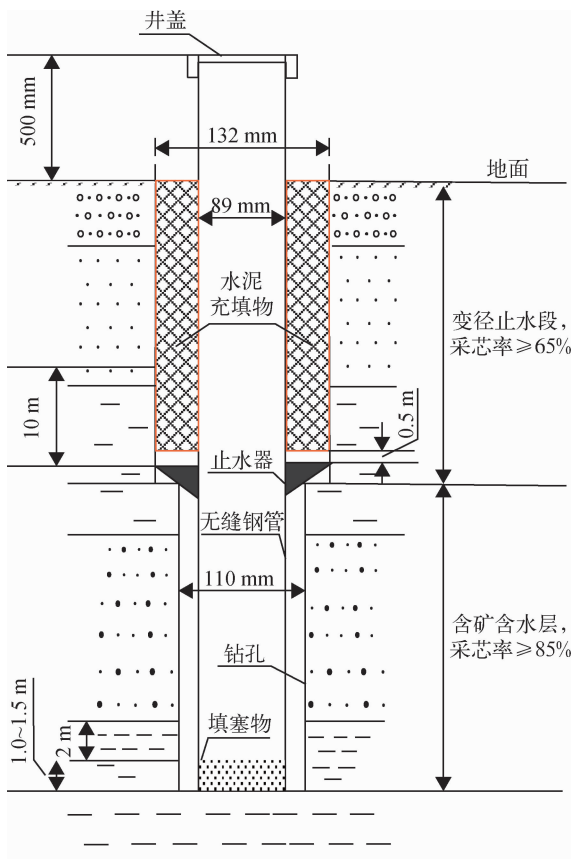 井盖
500 mm
132 mm
地面
89 mm
水泥
充填物
变径止水段，
采芯率≥65%
10 m
0.5 m
止水器
无缝钢管
110 mm
含矿含水层，
采芯率≥85%
钻孔
填塞物
1.0~1.5 m
2 m